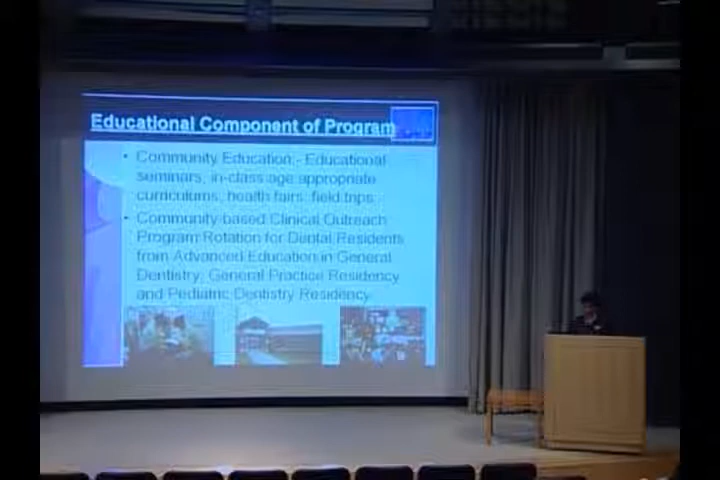 Educational Component of Program
• Community Education - Educational
seminars, in-class age appropriate
curriculums, health fairs, field trips
• Community-based Clinical Outreach
Program Rotation for Dental Residents
from Advanced Education in General
Dentistry, General Practice Residency
and Pediatric Dentistry Residency